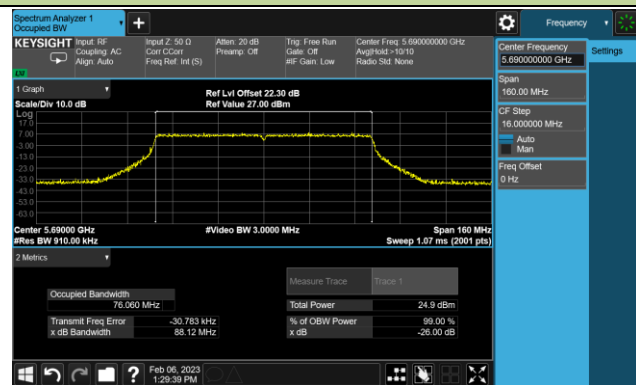 Spectrum Analyzer 1
Occupied BW
Frequency
KEYSIGHT
Input: RF
Coupling: AC
Align: Auto
Input Z: 50 Ω
Corr CCorr
Freq Ref: Int (S)
Atten: 20 dB
Preamp: Off
Trig: Free Run
Gate: Off
#IF Gain: Low
Center Freq: 5.690000000 GHz
Avg|Hold:>10/10
Radio Std: None
Center Frequency
5.690000000 GHz
Settings
Span
160.00 MHz
CF Step
16.000000 MHz
Auto
Man
Freq Offset
0 Hz
1 Graph
Scale/Div 10.0 dB
Ref Lvl Offset 22.30 dB
Ref Value 27.00 dBm
Log
17.0
7.00
-3.00
-13.0
-23.0
-33.0
-43.0
-53.0
-63.0
Center 5.69000 GHz
#Video BW 3.0000 MHz
Span 160 MHz
#Res BW 910.00 kHz
Sweep 1.07 ms (2001 pts)
2 Metrics
Measure Trace
Trace 1
Occupied Bandwidth
76.060 MHz
Total Power
24.9 dBm
Transmit Freq Error
-30.783 kHz
% of OBW Power
99.00 %
x dB Bandwidth
88.12 MHz
x dB
-26.00 dB
Feb 06, 2023
1:29:39 PM